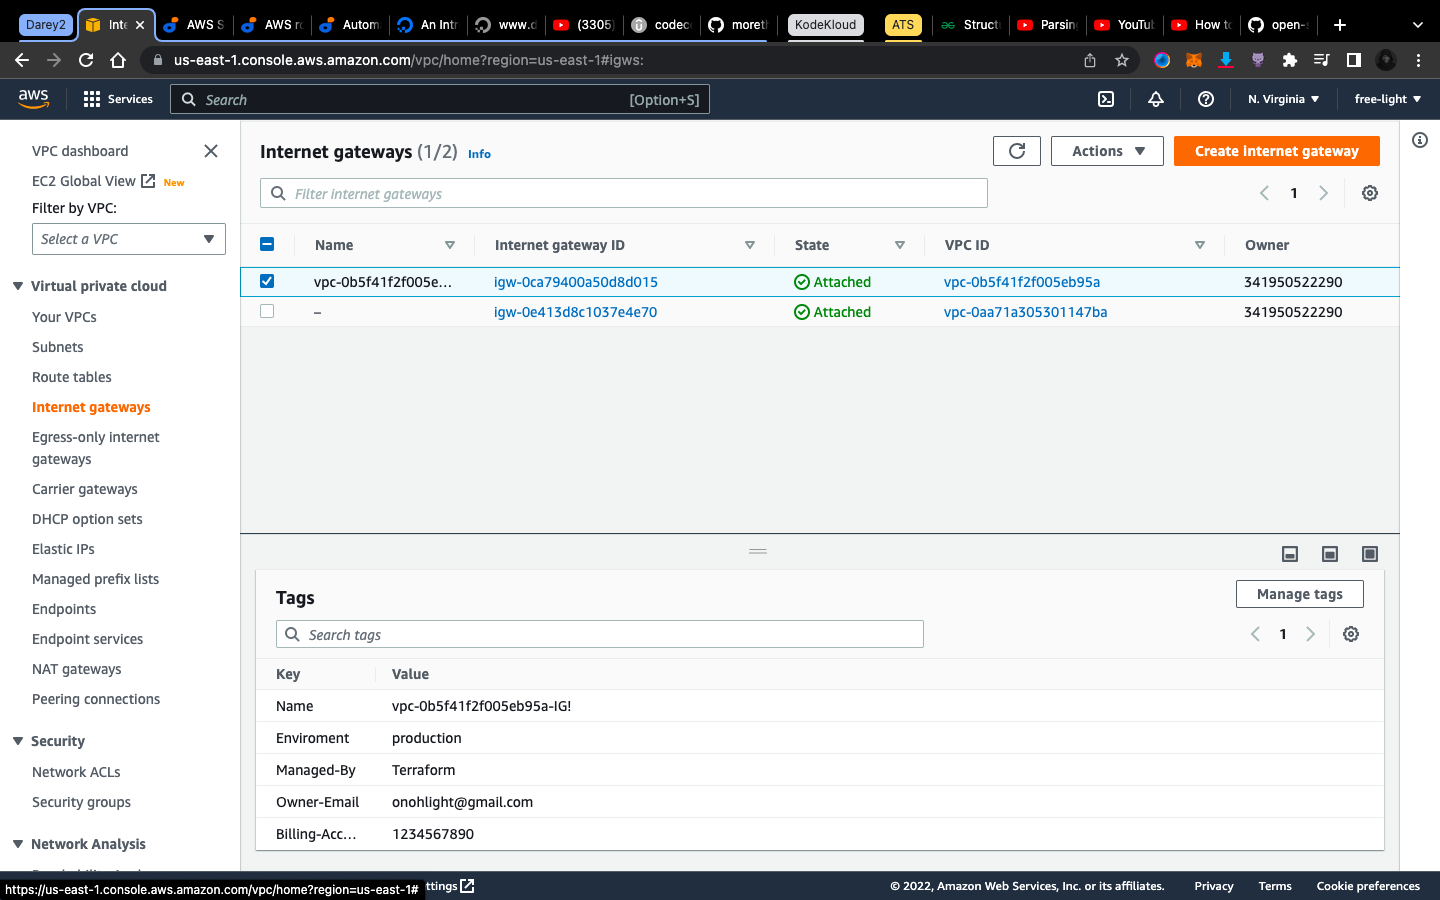 Darey2 Inte AWS S AWS ro Autom An Intr www.d (3305) codec moreth KodeKloud ATS Struct Parsin YouTub How to open-s
us-east-1.console.aws.amazon.com/vpc/home?region=us-east-1#igws:
aws Services Search [Option+S] N. Virginia free-light
VPC dashboard
EC2 Global View New
Filter by VPC:
Select a VPC
Virtual private cloud
Your VPCs
Subnets
Route tables
Internet gateways
Egress-only internet
gateways
Carrier gateways
DHCP option sets
Elastic IPs
Managed prefix lists
Endpoints
Endpoint services
NAT gateways
Peering connections
Security
Network ACLs
Security groups
Network Analysis
Internet gateways (1/2) Info Actions Create internet gateway
Filter internet gateways 1
Name Internet gateway ID State VPC ID Owner
vpc-0b5f41f2f005e... igw-0ca79400a50d8d015 Attached vpc-0b5f41f2f005eb95a 341950522290
– igw-0e413d8c1037e4e70 Attached vpc-0aa71a305301147ba 341950522290
Tags Manage tags
Search tags 1
Key Value
Name vpc-0b5f41f2f005eb95a-IG!
Enviroment production
Managed-By Terraform
Owner-Email onohlight@gmail.com
Billing-Acc... 1234567890
https://us-east-1.console.aws.amazon.com/vpc/home?region=us-east-1# ttings © 2022, Amazon Web Services, Inc. or its affiliates. Privacy Terms Cookie preferences